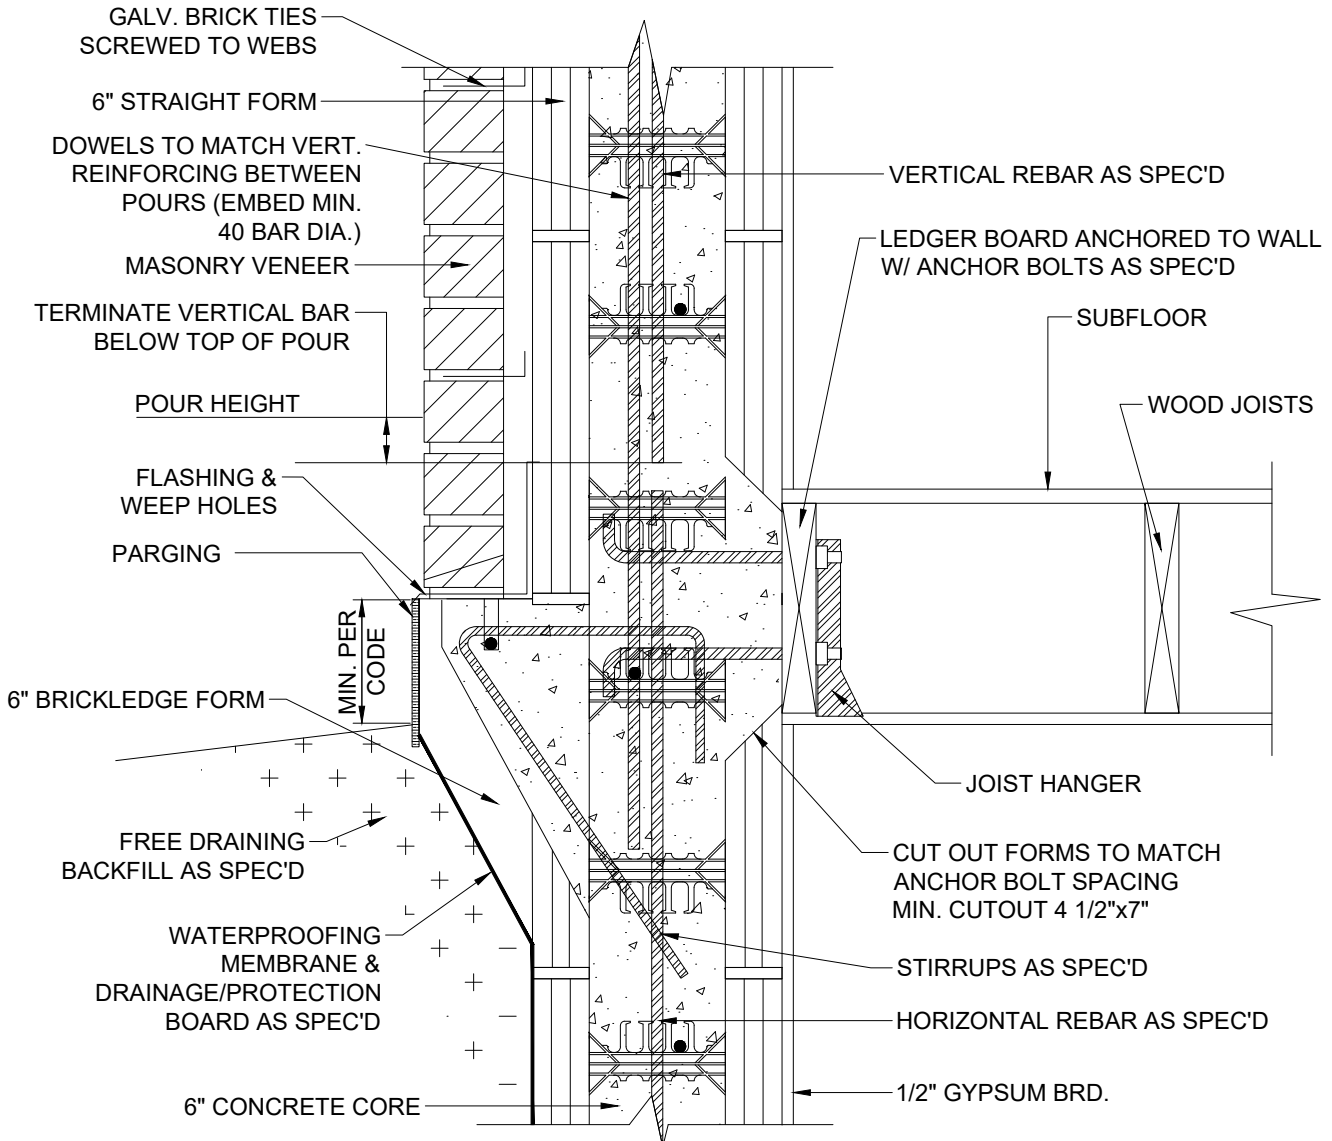 GALV. BRICK TIES
SCREWED TO WEBS
6" STRAIGHT FORM
DOWELS TO MATCH VERT.
REINFORCING BETWEEN
POURS (EMBED MIN.
40 BAR DIA.)
MASONRY VENEER
TERMINATE VERTICAL BAR
BELOW TOP OF POUR
POUR HEIGHT
FLASHING &
WEEP HOLES
PARGING
MIN. PER
CODE
6" BRICKLEDGE FORM
FREE DRAINING
BACKFILL AS SPEC'D
WATERPROOFING
MEMBRANE &
DRAINAGE/PROTECTION
BOARD AS SPEC'D
6" CONCRETE CORE
VERTICAL REBAR AS SPEC'D
LEDGER BOARD ANCHORED TO WALL
W/ ANCHOR BOLTS AS SPEC'D
SUBFLOOR
WOOD JOISTS
JOIST HANGER
CUT OUT FORMS TO MATCH
ANCHOR BOLT SPACING
MIN. CUTOUT 4 1/2"x7"
STIRRUPS AS SPEC'D
HORIZONTAL REBAR AS SPEC'D
1/2" GYPSUM BRD.